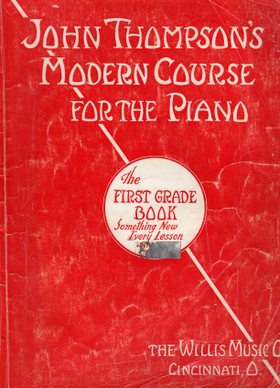 JOHN THOMPSON'S
MODERN COURSE
FOR THE PIANO
The
FIRST GRADE
BOOK
Something New
Every Lesson
THE WILLIS MUSIC C
CINCINNATI, O.